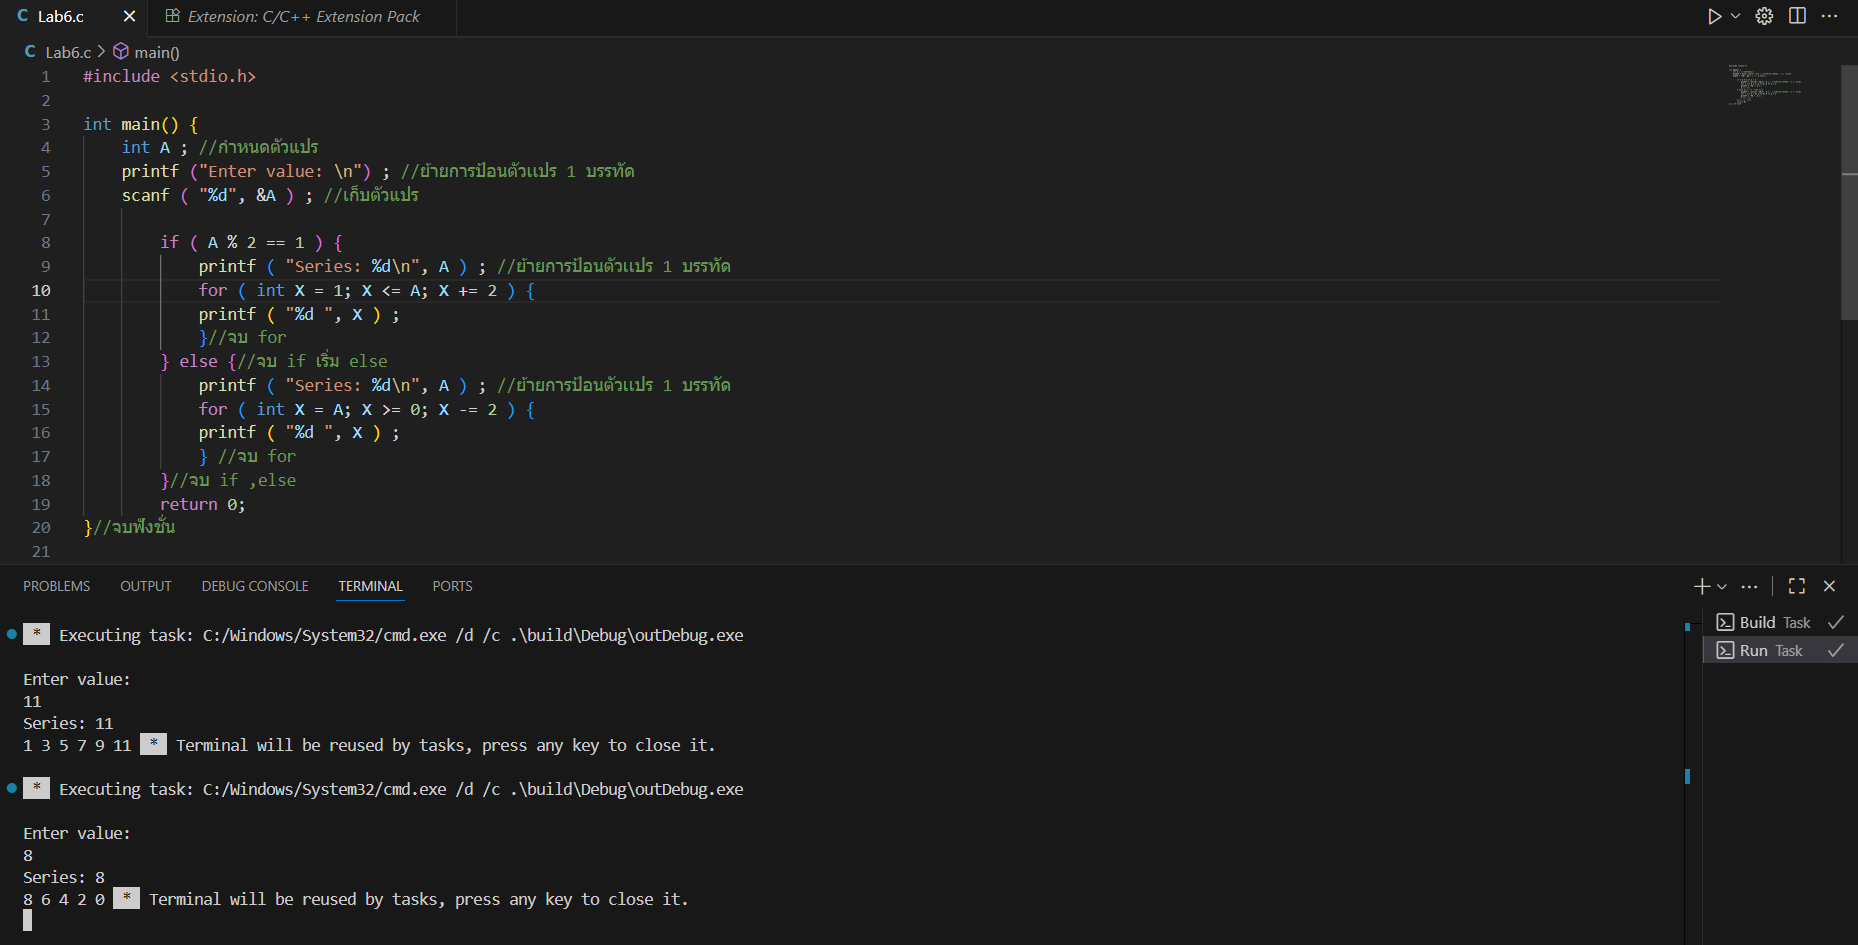 Lab6.c
Extension: C/C++ Extension Pack
Lab6.c > main()
1 #include <stdio.h>
2
3 int main() {
4 int A ; //กำหนดตัวแปร
5 printf ("Enter value: \n") ; //ย้ายการป้อนตัวแปร 1 บรรทัด
6 scanf ( "%d", &A ) ; //เก็บตัวแปร
7
8 if ( A % 2 == 1 ) {
9 printf ( "Series: %d\n", A ) ; //ย้ายการป้อนตัวแปร 1 บรรทัด
10 for ( int X = 1; X <= A; X += 2 ) {
11 printf ( "%d ", X ) ;
12 }//จบ for
13 } else {//จบ if เริ่ม else
14 printf ( "Series: %d\n", A ) ; //ย้ายการป้อนตัวแปร 1 บรรทัด
15 for ( int X = A; X >= 0; X -= 2 ) {
16 printf ( "%d ", X ) ;
17 } //จบ for
18 }//จบ if ,else
19 return 0;
20 }//จบฟังชั่น
21
PROBLEMS OUTPUT DEBUG CONSOLE TERMINAL PORTS
* Executing task: C:/Windows/System32/cmd.exe /d /c .\build\Debug\outDebug.exe
Enter value:
11
Series: 11
1 3 5 7 9 11 * Terminal will be reused by tasks, press any key to close it.
* Executing task: C:/Windows/System32/cmd.exe /d /c .\build\Debug\outDebug.exe
Enter value:
8
Series: 8
8 6 4 2 0 * Terminal will be reused by tasks, press any key to close it.
Build Task
Run Task